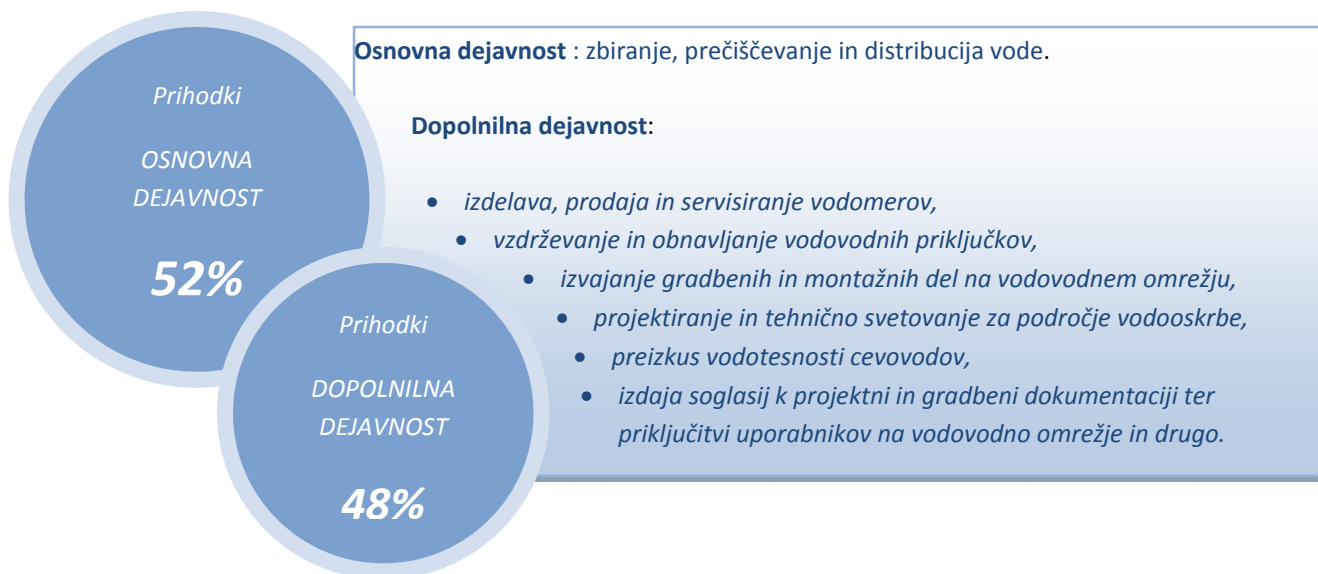 Prihodki
OSNOVNA
DEJAVNOST
52%
Prihodki
DOPOLNILNA
DEJAVNOST
48%
Osnovna dejavnost : zbiranje, prečiščevanje in distribucija vode.
Dopolnilna dejavnost:
• izdelava, prodaja in servisiranje vodomerov,
• vzdrževanje in obnavljanje vodovodnih priključkov,
• izvajanje gradbenih in montažnih del na vodovodnem omrežju,
• projektiranje in tehnično svetovanje za področje vodooskrbe,
• preizkus vodotesnosti cevovodov,
• izdaja soglasij k projektni in gradbeni dokumentaciji ter
priključitvi uporabnikov na vodovodno omrežje in drugo.